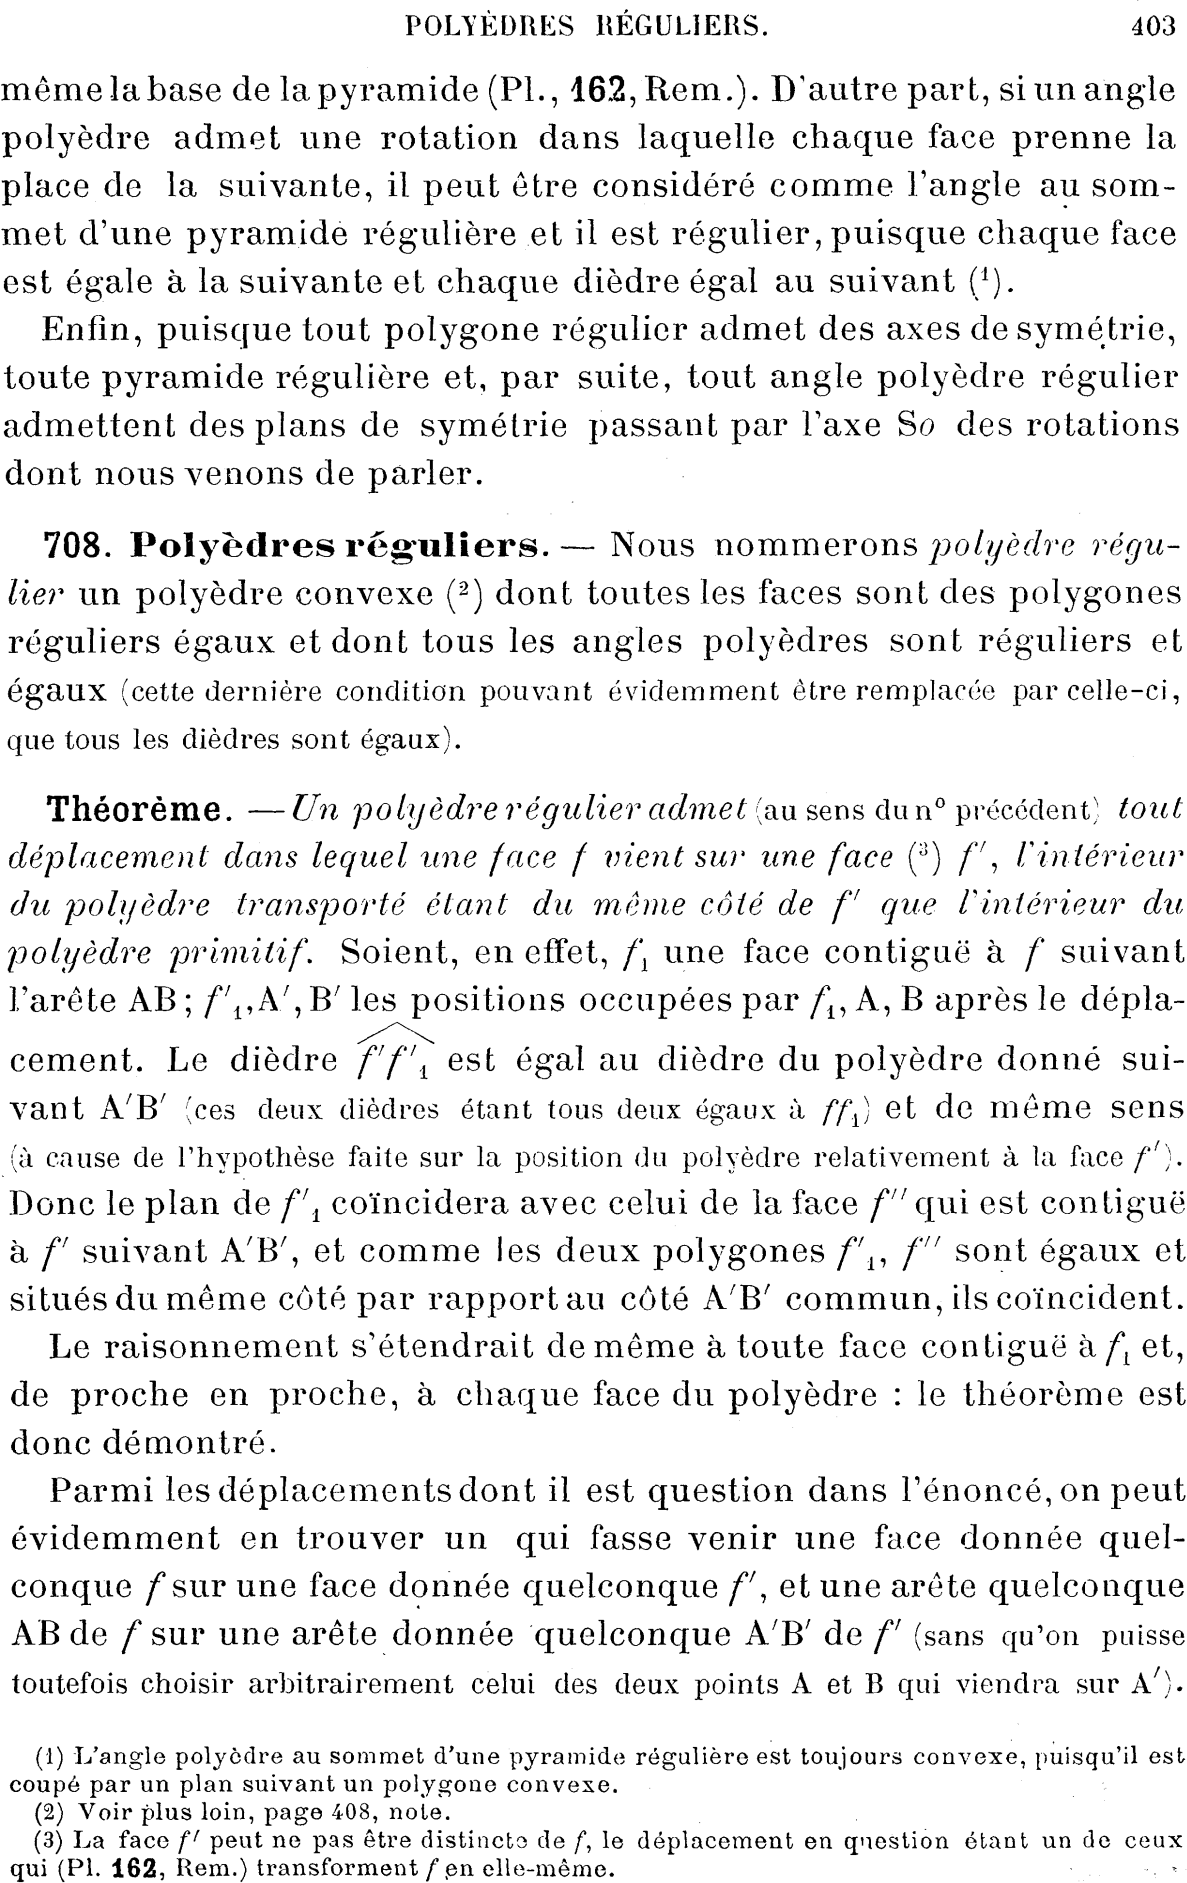 POLYÈDRES RÉGULIERS. 403
même la base de la pyramide (Pl., 162, Rem.). D'autre part, si un angle
polyèdre admet une rotation dans laquelle chaque face prenne la
place de la suivante, il peut être considéré comme l'angle au som-
met d'une pyramide régulière et il est régulier, puisque chaque face
est égale à la suivante et chaque dièdre égal au suivant (¹).
Enfin, puisque tout polygone régulier admet des axes de symétrie,
toute pyramide régulière et, par suite, tout angle polyèdre régulier
admettent des plans de symétrie passant par l'axe So des rotations
dont nous venons de parler.
708. Polyèdres réguliers. — Nous nommerons polyèdre régu-
lier un polyèdre convexe (²) dont toutes les faces sont des polygones
réguliers égaux et dont tous les angles polyèdres sont réguliers et
égaux (cette dernière condition pouvant évidemment être remplacée par celle-ci,
que tous les dièdres sont égaux).
Théorème. — Un polyèdre régulier admet (au sens du n° précédent) tout
déplacement dans lequel une face f vient sur une face (³) f', l'intérieur
du polyèdre transporté étant du même côté de f' que l'intérieur du
polyèdre primitif. Soient, en effet, f₁ une face contiguë à f suivant
l'arête AB; f'₁, A', B' les positions occupées par f₁, A, B après le dépla-
cement. Le dièdre f'f'₁ est égal au dièdre du polyèdre donné sui-
vant A'B' (ces deux dièdres étant tous deux égaux à ff₁) et de même sens
(à cause de l'hypothèse faite sur la position du polyèdre relativement à la face f').
Donc le plan de f'₁ coïncidera avec celui de la face f'' qui est contiguë
à f' suivant A'B', et comme les deux polygones f'₁, f'' sont égaux et
situés du même côté par rapport au côté A'B' commun, ils coïncident.
Le raisonnement s'étendrait de même à toute face contiguë à f₁ et,
de proche en proche, à chaque face du polyèdre : le théorème est
donc démontré.
Parmi les déplacements dont il est question dans l'énoncé, on peut
évidemment en trouver un qui fasse venir une face donnée quel-
conque f sur une face donnée quelconque f', et une arête quelconque
AB de f sur une arête donnée quelconque A'B' de f' (sans qu'on puisse
toutefois choisir arbitrairement celui des deux points A et B qui viendra sur A').
(1) L'angle polyèdre au sommet d'une pyramide régulière est toujours convexe, puisqu'il est
coupé par un plan suivant un polygone convexe.
(2) Voir plus loin, page 408, note.
(3) La face f' peut ne pas être distincte de f, le déplacement en question étant un de ceux
qui (Pl. 162, Rem.) transforment f en elle-même.